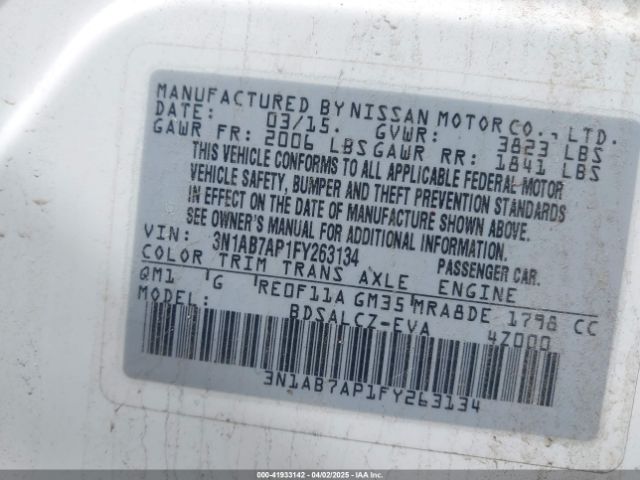 MANUFACTURED BY NISSAN MOTOR CO., LTD.
DATE: 03/15. GVWR: 3823 LBS
GAWR FR: 2006 LBS GAWR RR: 1841 LBS
THIS VEHICLE CONFORMS TO ALL APPLICABLE FEDERAL MOTOR
VEHICLE SAFETY, BUMPER AND THEFT PREVENTION STANDARDS
IN EFFECT ON THE DATE OF MANUFACTURE SHOWN ABOVE.
SEE OWNER'S MANUAL FOR ADDITIONAL INFORMATION.
VIN: 3N1AB7AP1FY263134 PASSENGER CAR.
COLOR TRIM TRANS AXLE ENGINE
QM1 G RE0F11A GM35 MRA8DE 1798 CC
MODEL: BDSALCZ-EVA 4Z000
3N1AB7AP1FY263134
000-41933142 - 04/02/2025 - IAAI.COM